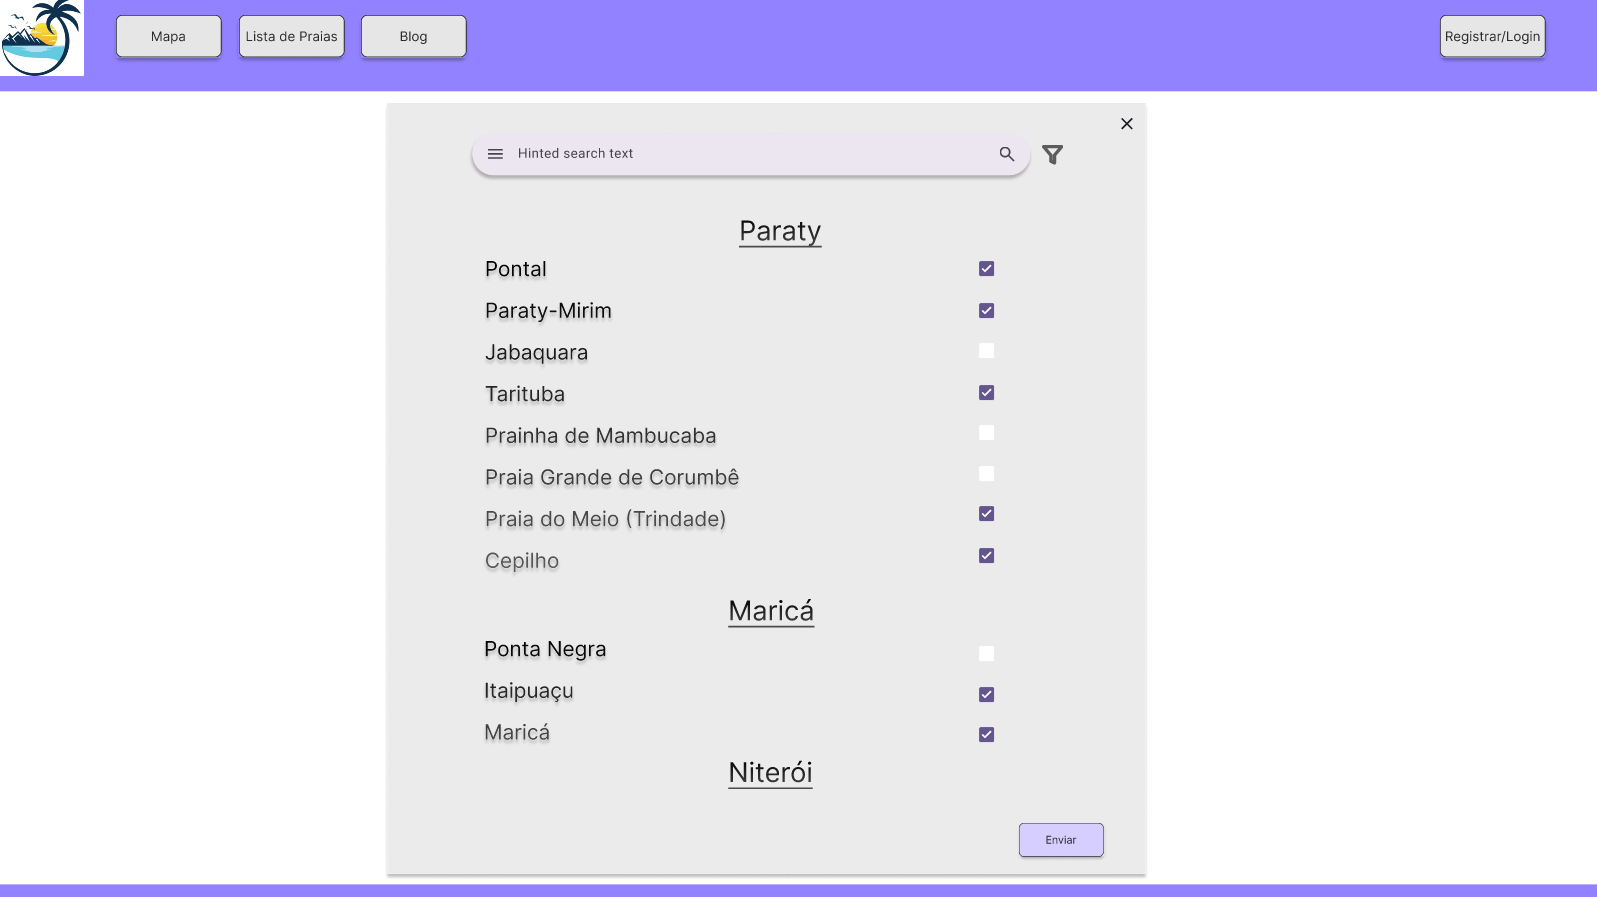 Mapa
Lista de Praias
Blog
Registrar/Login
Hinted search text
Paraty
Pontal
Paraty-Mirim
Jabaquara
Tarituba
Prainha de Mambucaba
Praia Grande de Corumbê
Praia do Meio (Trindade)
Cepilho
Maricá
Ponta Negra
Itaipuaçu
Maricá
Niterói
Enviar